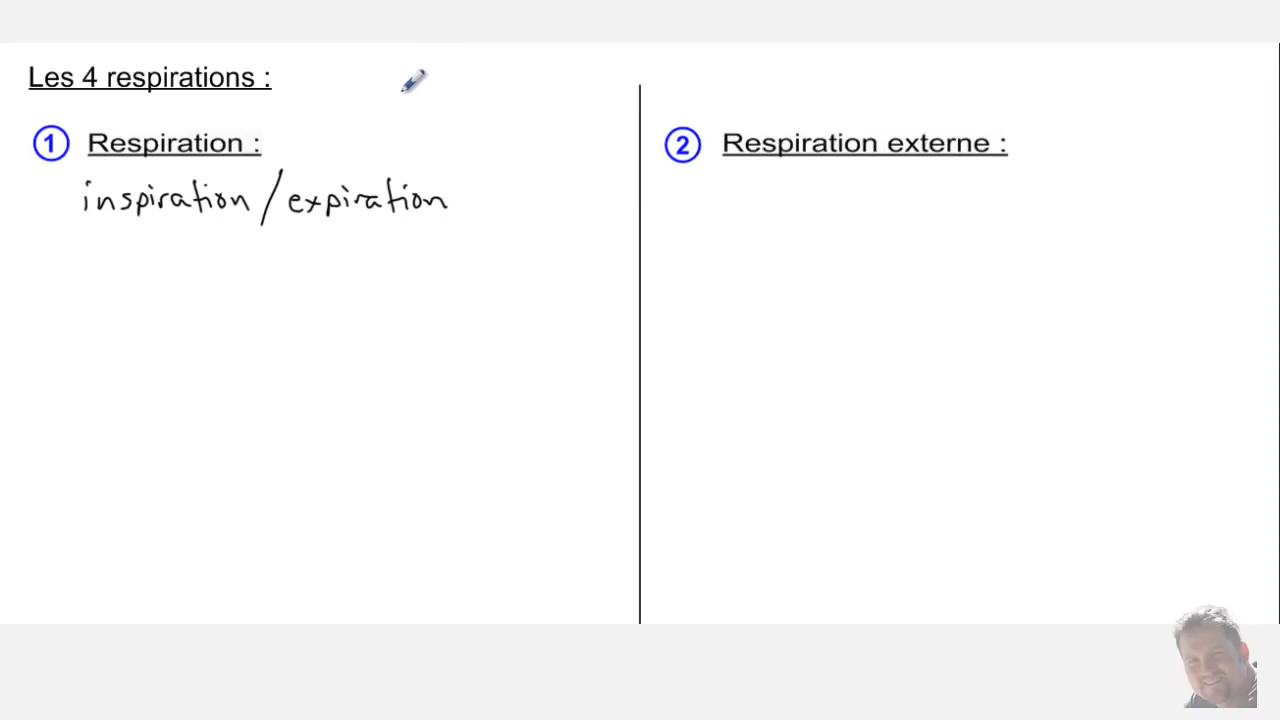 Les 4 respirations :
1 Respiration :
inspiration / expiration
2 Respiration externe :